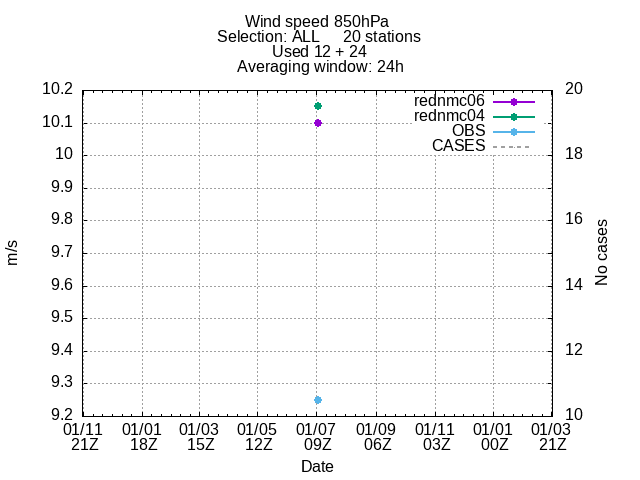 Wind speed 850hPa
Selection: ALL 20 stations
Used 12 + 24
Averaging window: 24h
10.2
10.1
10
9.9
9.8
9.7
9.6
9.5
9.4
9.3
9.2
m/s
rednmc06
rednmc04
OBS
CASES
20
18
16
14
12
10
No cases
01/11 01/01 01/03 01/05 01/07 01/09 01/11 01/01 01/03
21Z 18Z 15Z 12Z 09Z 06Z 03Z 00Z 21Z
Date